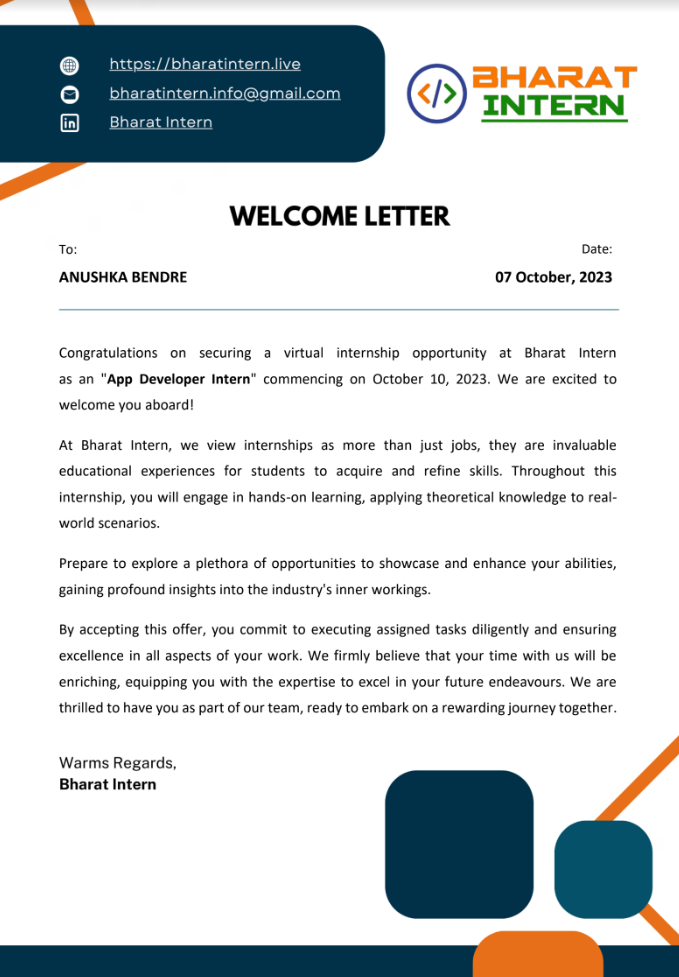 https://bharatintern.live
bharatintern.info@gmail.com
Bharat Intern
</>
BHARAT
INTERN
WELCOME LETTER
To:
Date:
ANUSHKA BENDRE
07 October, 2023
Congratulations on securing a virtual internship opportunity at Bharat Intern
as an "App Developer Intern" commencing on October 10, 2023. We are excited to
welcome you aboard!
At Bharat Intern, we view internships as more than just jobs, they are invaluable
educational experiences for students to acquire and refine skills. Throughout this
internship, you will engage in hands-on learning, applying theoretical knowledge to real-
world scenarios.
Prepare to explore a plethora of opportunities to showcase and enhance your abilities,
gaining profound insights into the industry's inner workings.
By accepting this offer, you commit to executing assigned tasks diligently and ensuring
excellence in all aspects of your work. We firmly believe that your time with us will be
enriching, equipping you with the expertise to excel in your future endeavours. We are
thrilled to have you as part of our team, ready to embark on a rewarding journey together.
Warms Regards,
Bharat Intern